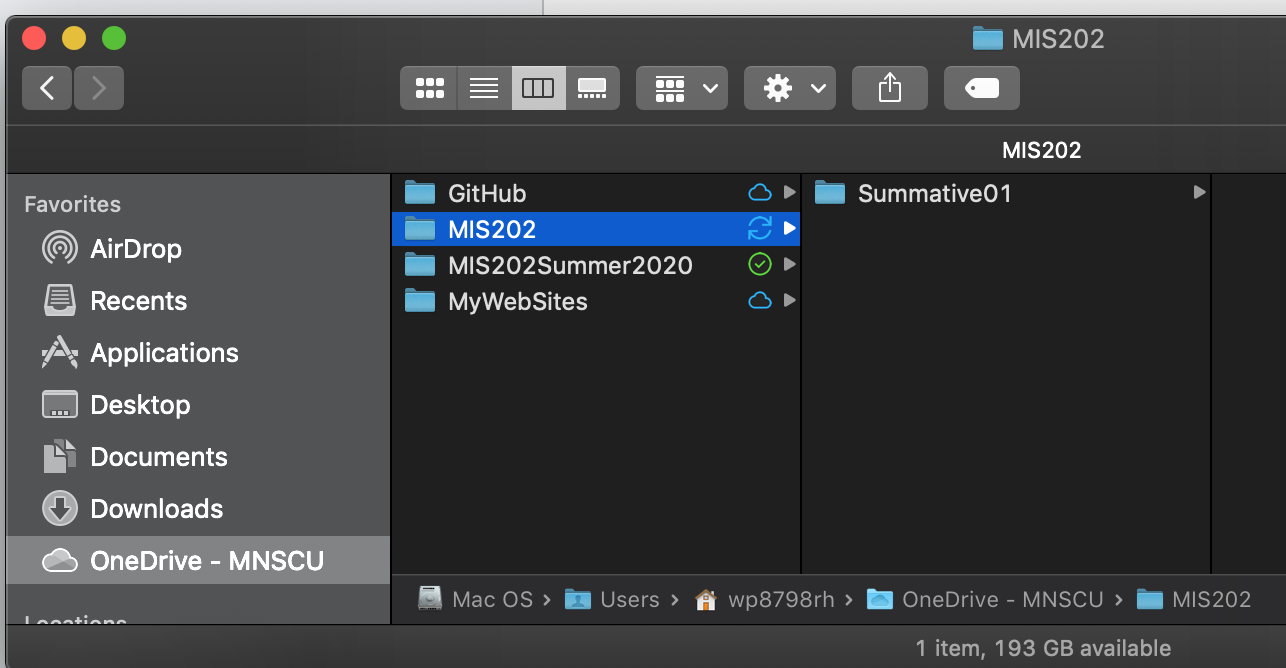 MIS202
MIS202
Favorites
AirDrop
Recents
Applications
Desktop
Documents
Downloads
OneDrive - MNSCU
Locations
GitHub
MIS202
MIS202Summer2020
MyWebSites
Summative01
Mac OS › Users › wp8798rh › OneDrive - MNSCU › MIS202
1 item, 193 GB available